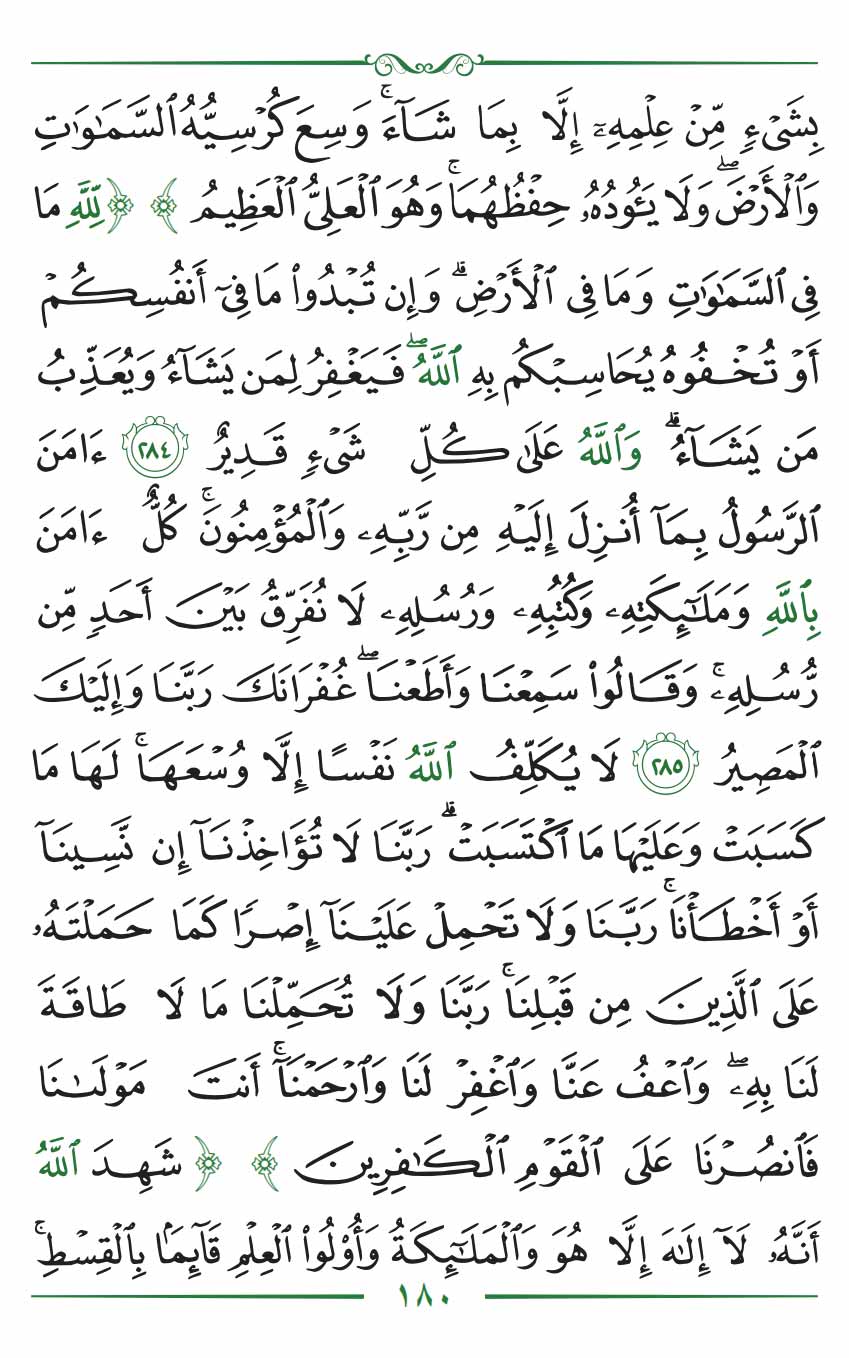 بِشَىْءٍ مِّنْ عِلْمِهِۦٓ إِلَّا بِمَا شَآءَ ۚ وَسِعَ كُرْسِيُّهُ ٱلسَّمَٰوَٰتِ
وَٱلْأَرْضَ ۖ وَلَا يَـُٔودُهُۥ حِفْظُهُمَا ۚ وَهُوَ ٱلْعَلِىُّ ٱلْعَظِيمُ ﴾ ﴿ لِّلَّهِ مَا
فِى ٱلسَّمَٰوَٰتِ وَمَا فِى ٱلْأَرْضِ ۗ وَإِن تُبْدُوا۟ مَا فِىٓ أَنفُسِكُمْ
أَوْ تُخْفُوهُ يُحَاسِبْكُم بِهِ ٱللَّهُ ۖ فَيَغْفِرُ لِمَن يَشَآءُ وَيُعَذِّبُ
مَن يَشَآءُ ۗ وَٱللَّهُ عَلَىٰ كُلِّ شَىْءٍ قَدِيرٌ ٢٨٤ ءَامَنَ
ٱلرَّسُولُ بِمَآ أُنزِلَ إِلَيْهِ مِن رَّبِّهِۦ وَٱلْمُؤْمِنُونَ ۚ كُلٌّ ءَامَنَ
بِٱللَّهِ وَمَلَٰٓئِكَتِهِۦ وَكُتُبِهِۦ وَرُسُلِهِۦ لَا نُفَرِّقُ بَيْنَ أَحَدٍ مِّن
رُّسُلِهِۦ ۚ وَقَالُوا۟ سَمِعْنَا وَأَطَعْنَا ۖ غُفْرَانَكَ رَبَّنَا وَإِلَيْكَ
ٱلْمَصِيرُ ٢٨٥ لَا يُكَلِّفُ ٱللَّهُ نَفْسًا إِلَّا وُسْعَهَا ۚ لَهَا مَا
كَسَبَتْ وَعَلَيْهَا مَا ٱكْتَسَبَتْ ۗ رَبَّنَا لَا تُؤَاخِذْنَآ إِن نَّسِينَآ
أَوْ أَخْطَأْنَا ۚ رَبَّنَا وَلَا تَحْمِلْ عَلَيْنَآ إِصْرًا كَمَا حَمَلْتَهُۥ
عَلَى ٱلَّذِينَ مِن قَبْلِنَا ۚ رَبَّنَا وَلَا تُحَمِّلْنَا مَا لَا طَاقَةَ
لَنَا بِهِۦ ۖ وَٱعْفُ عَنَّا وَٱغْفِرْ لَنَا وَٱرْحَمْنَآ ۚ أَنتَ مَوْلَىٰنَا
فَٱنصُرْنَا عَلَى ٱلْقَوْمِ ٱلْكَٰفِرِينَ ﴾ ﴿ شَهِدَ ٱللَّهُ
أَنَّهُۥ لَآ إِلَٰهَ إِلَّا هُوَ وَٱلْمَلَٰٓئِكَةُ وَأُو۟لُوا۟ ٱلْعِلْمِ قَآئِمًۢا بِٱلْقِسْطِ ۚ
١٨٠